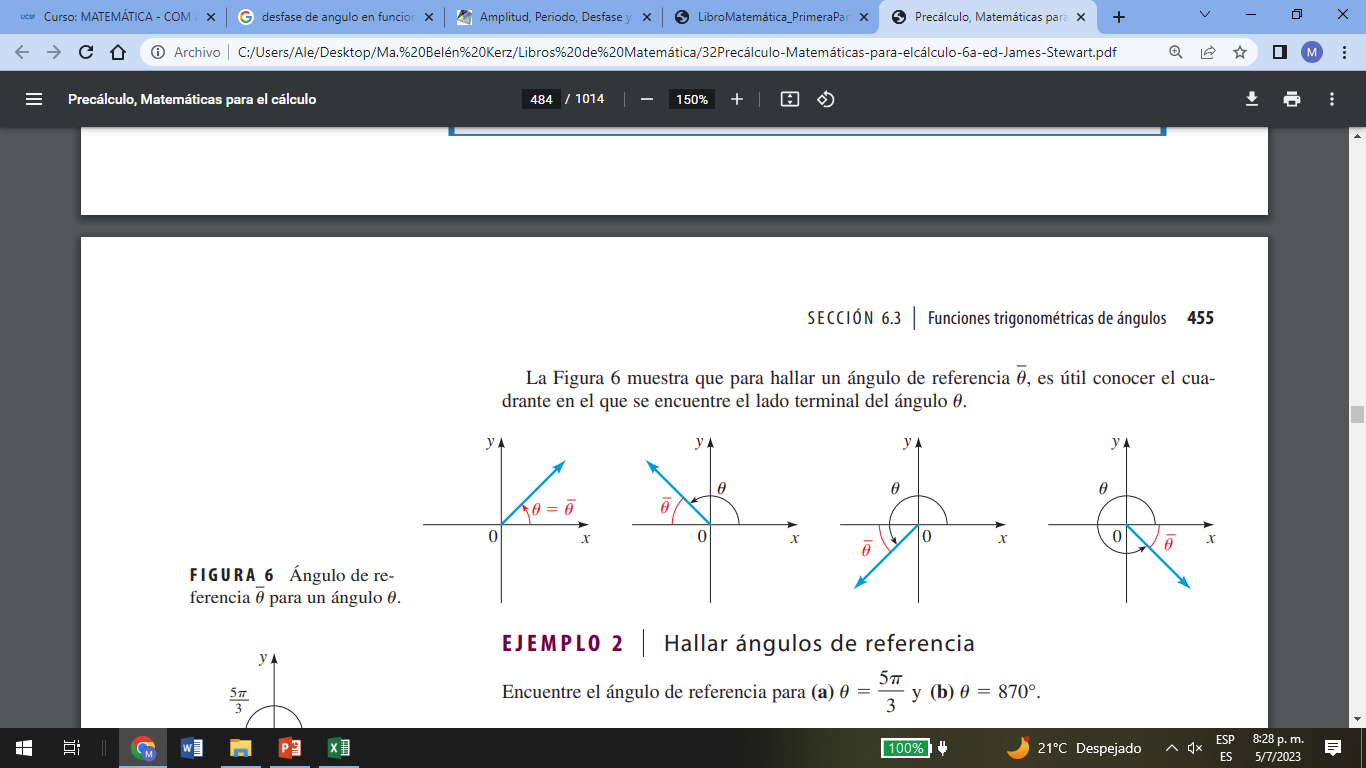 Curso: MATEMÁTICA - COM A
desfase de angulo en funcion
Amplitud, Periodo, Desfase y
LibroMatemática_PrimeraPar
Precálculo, Matemáticas para
Archivo
C:/Users/Ale/Desktop/Ma.%20Belén%20Kerz/Libros%20de%20Matemática/32Precálculo-Matemáticas-para-elcálculo-6a-ed-James-Stewart.pdf
M
Precálculo, Matemáticas para el cálculo
484 / 1014
150%
SECCIÓN 6.3 | Funciones trigonométricas de ángulos 455
La Figura 6 muestra que para hallar un ángulo de referencia θ̅, es útil conocer el cua-
drante en el que se encuentre el lado terminal del ángulo θ.
y y y y
θ = θ̅ θ̅ θ θ θ̅ θ θ̅
0 x 0 x 0 x 0 x
FIGURA 6 Ángulo de re-
ferencia θ̅ para un ángulo θ.
EJEMPLO 2 | Hallar ángulos de referencia
y
5π/3
Encuentre el ángulo de referencia para (a) θ = 5π/3 y (b) θ = 870°.
100%
21°C Despejado
ESP
ES
8:28 p. m.
5/7/2023